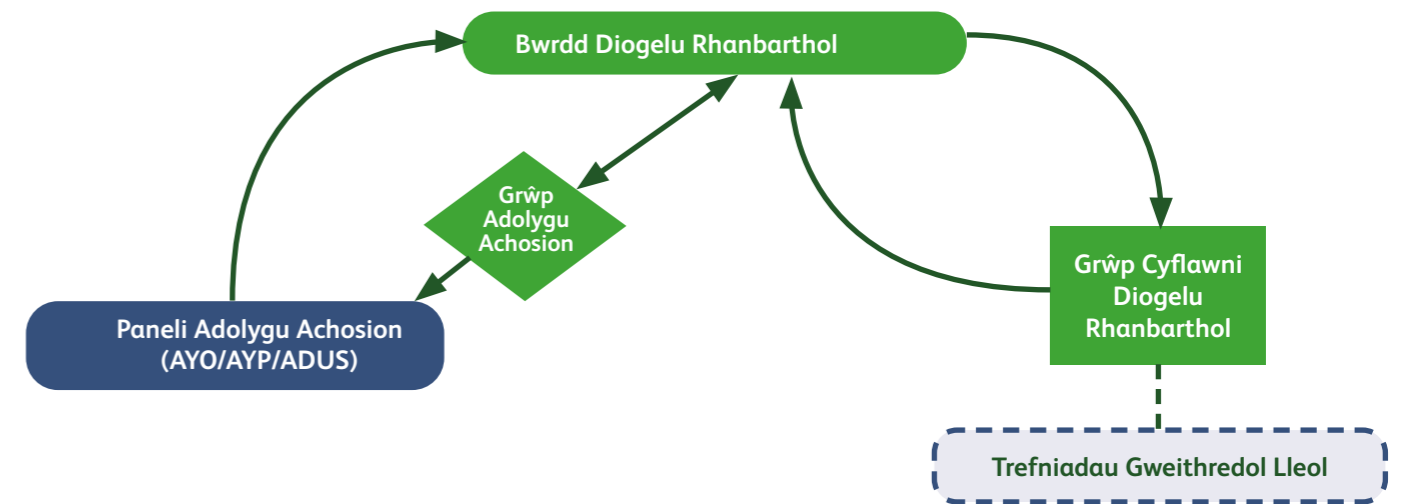 Bwrdd Diogelu Rhanbarthol
Grŵp
Adolygu
Achosion
Grŵp Cyflawni
Diogelu
Rhanbarthol
Paneli Adolygu Achosion
(AYO/AYP/ADUS)
Trefniadau Gweithredol Lleol